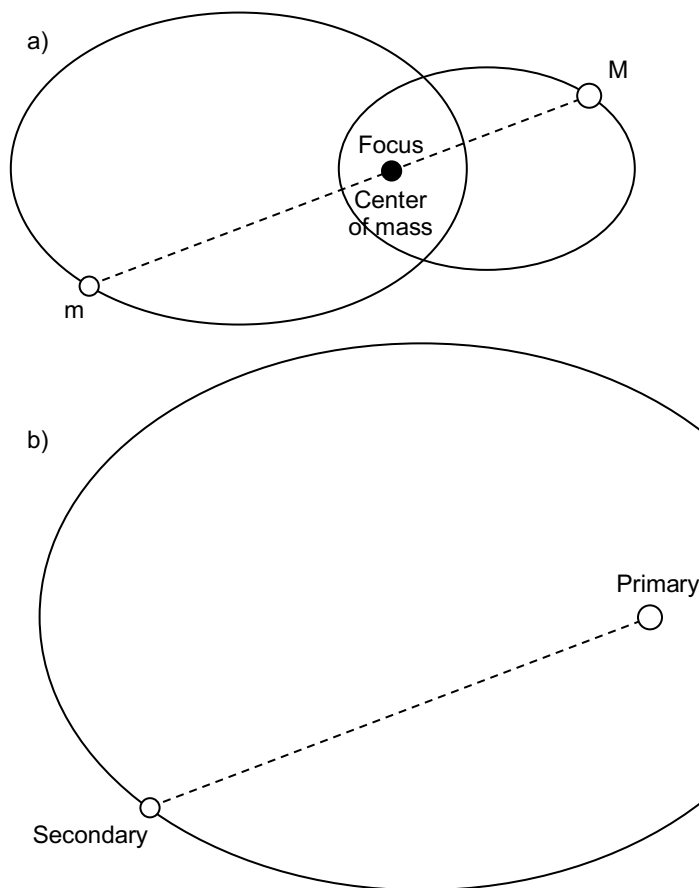 a)
M
Focus
Center
of mass
m
b)
Primary
Secondary